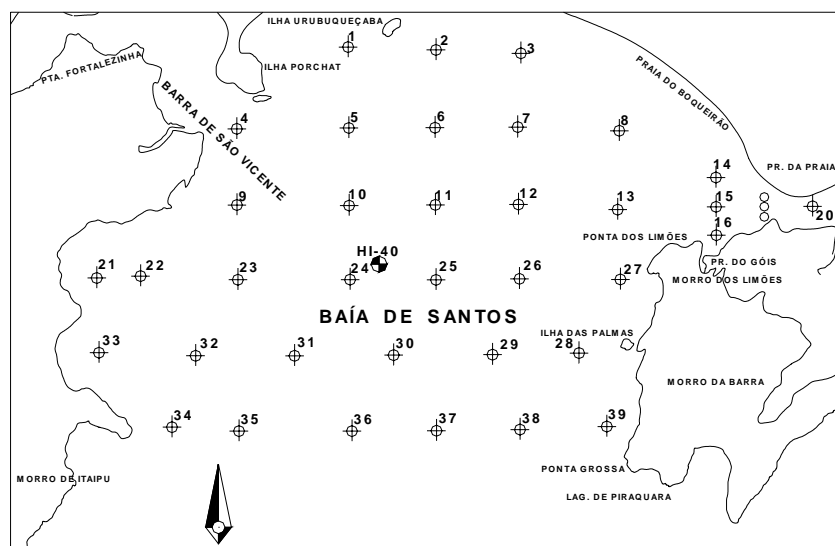 ILHA URUBUQUEÇABA
1
2
3
PTA. FORTALEZINHA
ILHA PORCHAT
PRAIA DO BOQUEIRÃO
BARRA DE SÃO VICENTE
4
5
6
7
8
14
PR. DA PRAIA
9
10
11
12
13
15
20
16
PONTA DOS LIMÕES
HI-40
PR. DO GÓIS
21
22
23
24
25
26
27
MORRO DOS LIMÕES
BAÍA DE SANTOS
ILHA DAS PALMAS
33
32
31
30
29
28
MORRO DA BARRA
34
35
36
37
38
39
PONTA GROSSA
MORRO DE ITAIPU
LAG. DE PIRAQUARA